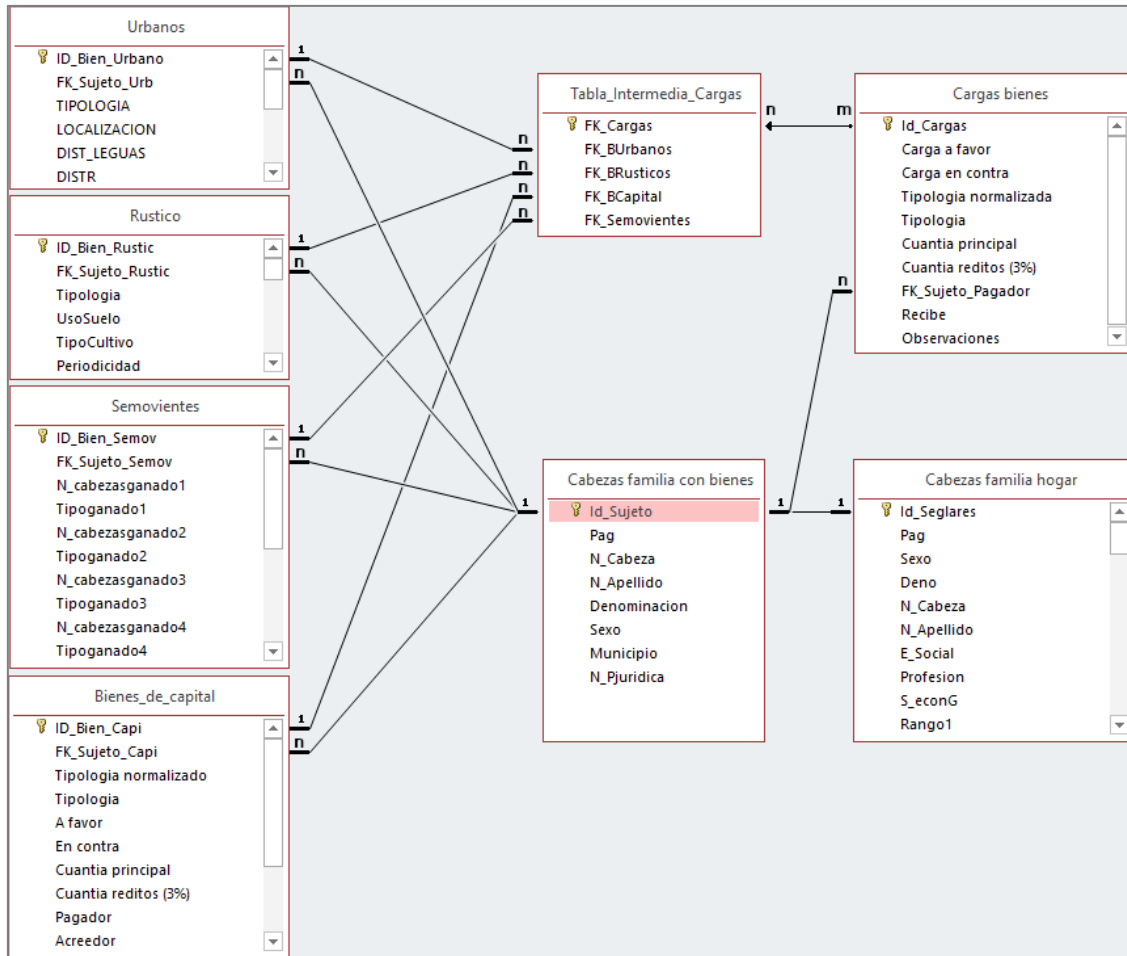 Urbanos
ID_Bien_Urbano
FK_Sujeto_Urb
TIPOLOGIA
LOCALIZACION
DIST_LEGUAS
DISTR
1
n
Rustico
ID_Bien_Rustic
FK_Sujeto_Rustic
Tipologia
UsoSuelo
TipoCultivo
Periodicidad
1
n
Semovientes
ID_Bien_Semov
FK_Sujeto_Semov
N_cabezasganado1
Tipoganado1
N_cabezasganado2
Tipoganado2
N_cabezasganado3
Tipoganado3
N_cabezasganado4
Tipoganado4
1
n
Bienes_de_capital
ID_Bien_Capi
FK_Sujeto_Capi
Tipologia normalizado
Tipologia
A favor
En contra
Cuantia principal
Cuantia reditos (3%)
Pagador
Acreedor
1
n
Tabla_Intermedia_Cargas
FK_Cargas
FK_BUrbanos
FK_BRusticos
FK_BCapital
FK_Semovientes
n
n
n
n
n
m
Cargas bienes
Id_Cargas
Carga a favor
Carga en contra
Tipologia normalizada
Tipologia
Cuantia principal
Cuantia reditos (3%)
FK_Sujeto_Pagador
Recibe
Observaciones
n
Cabezas familia con bienes
Id_Sujeto
Pag
N_Cabeza
N_Apellido
Denominacion
Sexo
Municipio
N_Pjuridica
1
1
1
Cabezas familia hogar
Id_Seglares
Pag
Sexo
Deno
N_Cabeza
N_Apellido
E_Social
Profesion
S_econG
Rango1